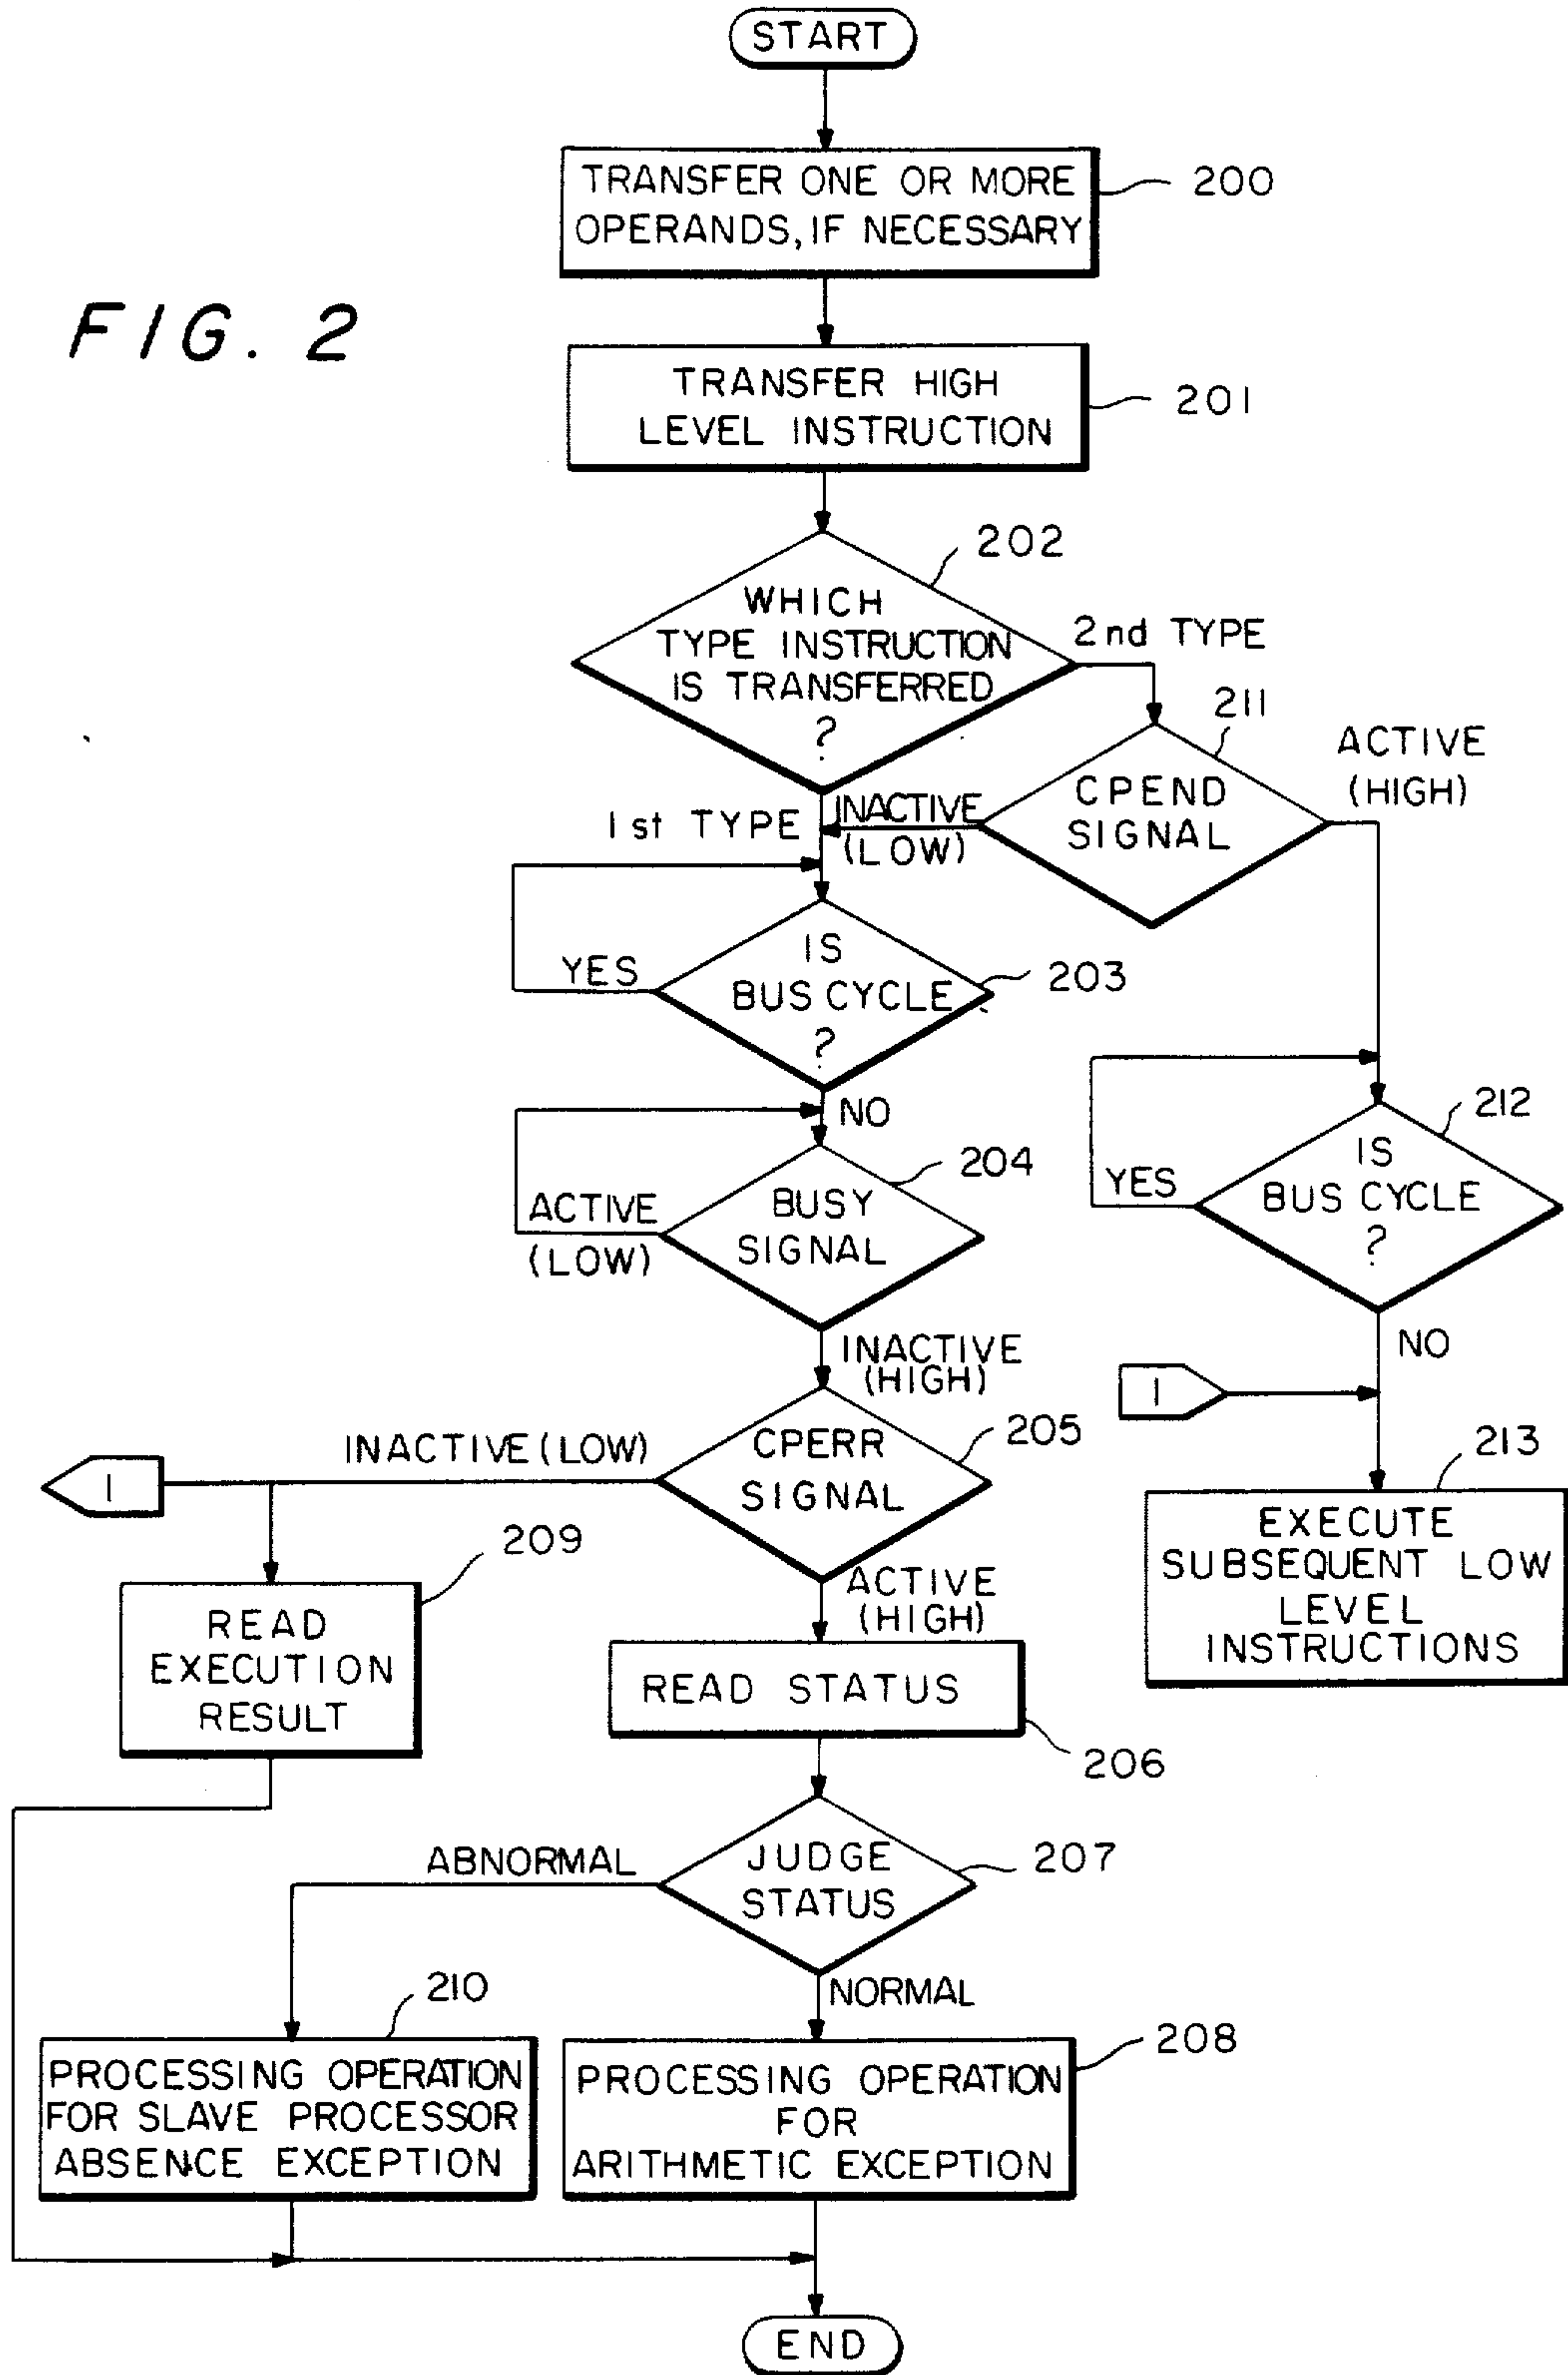 START
TRANSFER ONE OR MORE
OPERANDS, IF NECESSARY
200
FIG. 2
TRANSFER HIGH
LEVEL INSTRUCTION
201
202
WHICH
TYPE INSTRUCTION
IS TRANSFERRED
?
2nd TYPE
211
ACTIVE
(HIGH)
CPEND
SIGNAL
1st TYPE
INACTIVE
(LOW)
IS
BUS CYCLE
?
203
YES
NO
212
IS
BUS CYCLE
?
YES
NO
204
BUSY
SIGNAL
ACTIVE
(LOW)
INACTIVE
(HIGH)
1
205
CPERR
SIGNAL
INACTIVE (LOW)
1
213
EXECUTE
SUBSEQUENT LOW
LEVEL
INSTRUCTIONS
209
READ
EXECUTION
RESULT
ACTIVE
(HIGH)
READ STATUS
206
JUDGE
STATUS
207
ABNORMAL
NORMAL
210
PROCESSING OPERATION
FOR SLAVE PROCESSOR
ABSENCE EXCEPTION
208
PROCESSING OPERATION
FOR
ARITHMETIC EXCEPTION
END